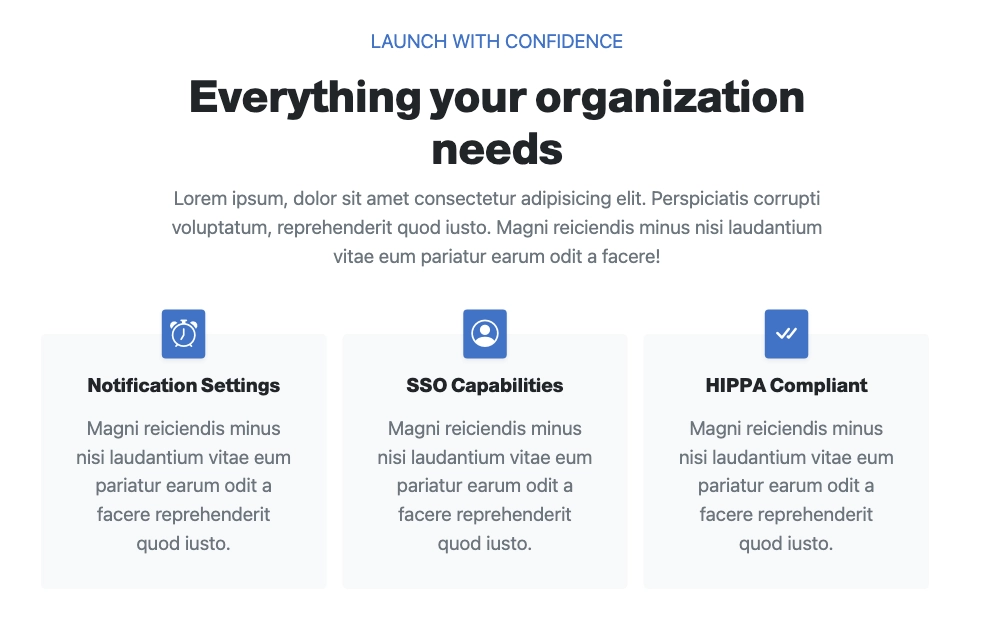 LAUNCH WITH CONFIDENCE
Everything your organization
needs
Lorem ipsum, dolor sit amet consectetur adipisicing elit. Perspiciatis corrupti
voluptatum, reprehenderit quod iusto. Magni reiciendis minus nisi laudantium
vitae eum pariatur earum odit a facere!
Notification Settings
Magni reiciendis minus
nisi laudantium vitae eum
pariatur earum odit a
facere reprehenderit
quod iusto.
SSO Capabilities
Magni reiciendis minus
nisi laudantium vitae eum
pariatur earum odit a
facere reprehenderit
quod iusto.
HIPPA Compliant
Magni reiciendis minus
nisi laudantium vitae eum
pariatur earum odit a
facere reprehenderit
quod iusto.